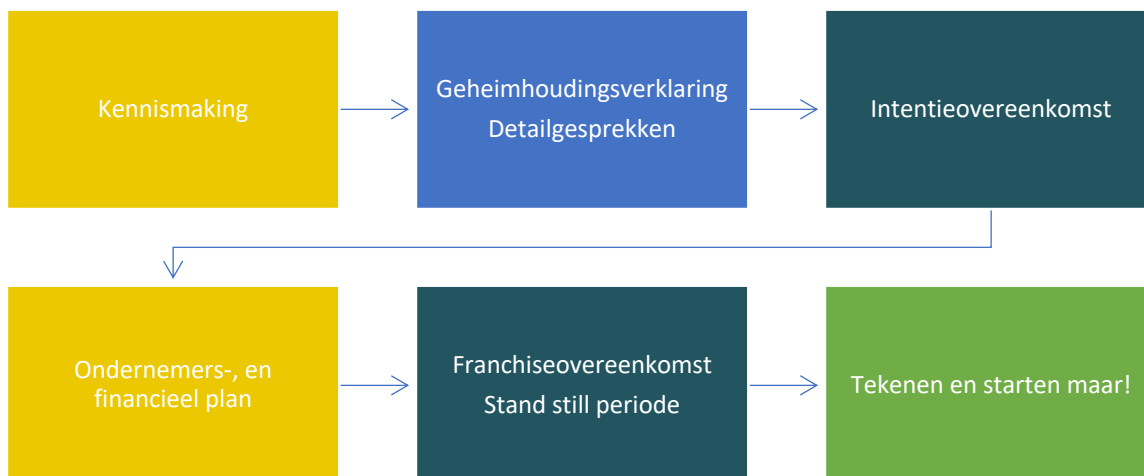 Kennismaking
Geheimhoudingsverklaring
Detailgesprekken
Intentieovereenkomst
Ondernemers-, en
financieel plan
Franchiseovereenkomst
Stand still periode
Tekenen en starten maar!